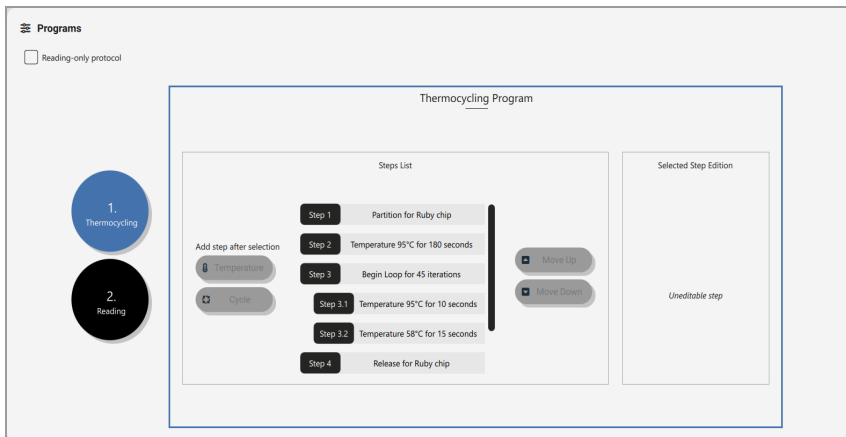 Programs
Reading-only protocol
Thermocycling Program
Steps List
Selected Step Edition
1.
Thermocycling
2.
Reading
Add step after selection
Temperature
Cycle
Step 1 Partition for Ruby chip
Step 2 Temperature 95°C for 180 seconds
Step 3 Begin Loop for 45 iterations
Step 3.1 Temperature 95°C for 10 seconds
Step 3.2 Temperature 58°C for 15 seconds
Step 4 Release for Ruby chip
Move Up
Move Down
Uneditable step